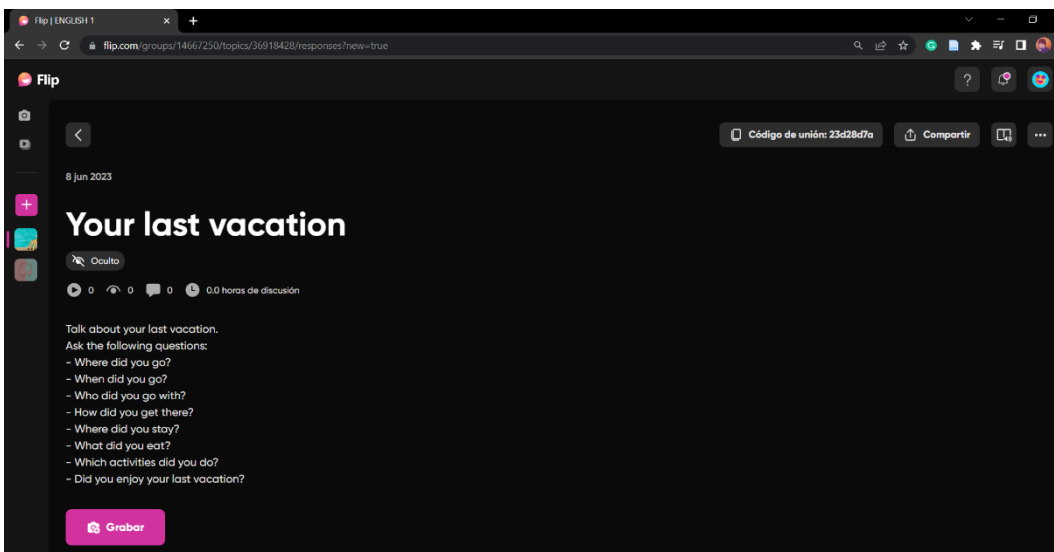 Flip | ENGLISH 1
flip.com/groups/14667250/topics/36918428/responses?new=true
Flip
?
Código de unión: 23d28d7a
Compartir
8 jun 2023
Your last vacation
Oculto
0 0 0 0.0 horas de discusión
Talk about your last vacation.
Ask the following questions:
- Where did you go?
- When did you go?
- Who did you go with?
- How did you get there?
- Where did you stay?
- What did you eat?
- Which activities did you do?
- Did you enjoy your last vacation?
Grabar